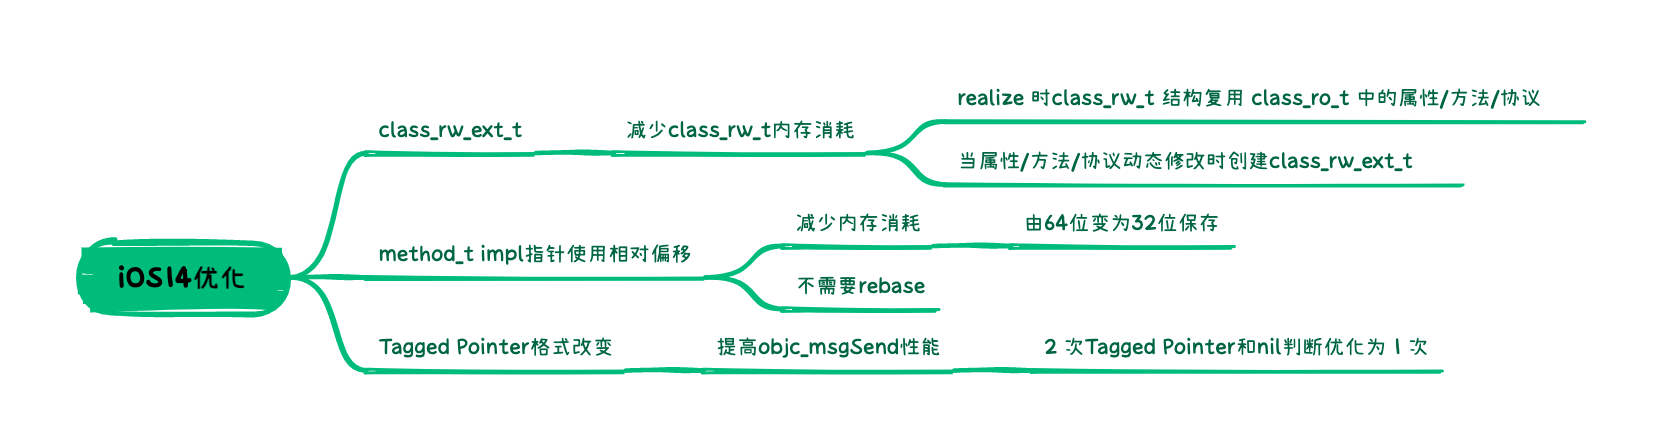 iOS14优化
class_rw_ext_t
减少class_rw_t内存消耗
realize 时class_rw_t 结构复用 class_ro_t 中的属性/方法/协议
当属性/方法/协议动态修改时创建class_rw_ext_t
method_t impl指针使用相对偏移
减少内存消耗
由64位变为32位保存
不需要rebase
Tagged Pointer格式改变
提高objc_msgSend性能
2 次Tagged Pointer和nil判断优化为 1 次